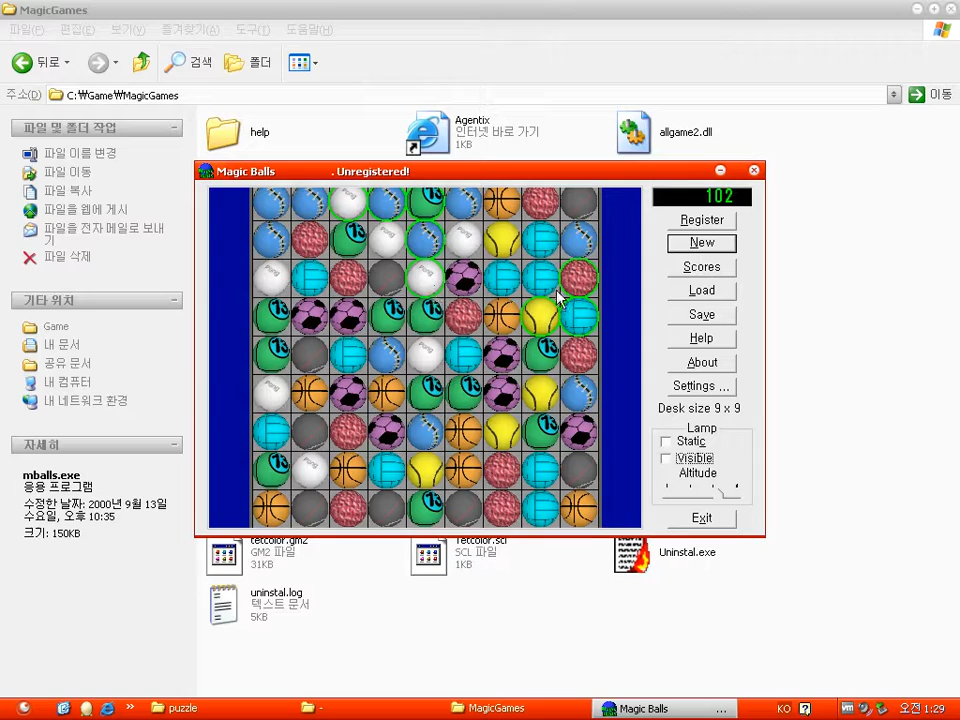 MagicGames
파일(F) 편집(E) 보기(V) 즐겨찾기(A) 도구(T) 도움말(H)
뒤로 검색 폴더
주소(D) C:₩Game₩MagicGames 이동
파일 및 폴더 작업
파일 이름 바꾸기
파일 이동
파일 복사
파일을 웹에 게시
파일을 전자 메일로 보내
기
파일 삭제
기타 위치
Game
내 문서
공유 문서
내 컴퓨터
내 네트워크 환경
자세히
mballs.exe
응용 프로그램
수정한 날짜: 2000년 9월 13일
수요일, 오후 10:35
크기: 150KB
help
Agentix
인터넷 바로 가기
1KB
allgame2.dll
Magic Balls . Unregistered!
102
Register
New
Scores
Load
Save
Help
About
Settings ...
Desk size 9 x 9
Lamp
Static
Visible
Altitude
Exit
tetcolor.gm2
GM2 파일
31KB
Tetcolor.scl
SCL 파일
1KB
Uninstal.exe
uninstal.log
텍스트 문서
5KB
puzzle - MagicGames Magic Balls ... KO 오전 1:29